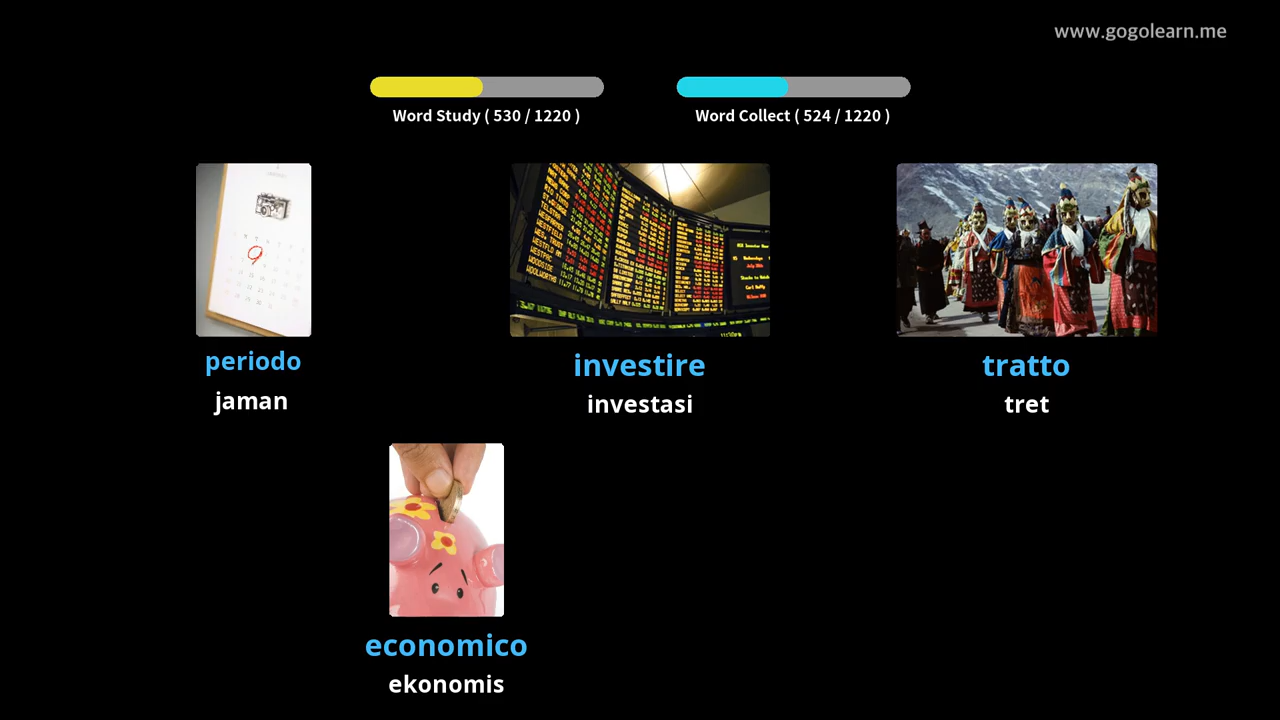 www.gogolearn.me
Word Study ( 530 / 1220 )
Word Collect ( 524 / 1220 )
periodo
jaman
investire
investasi
tratto
tret
economico
ekonomis